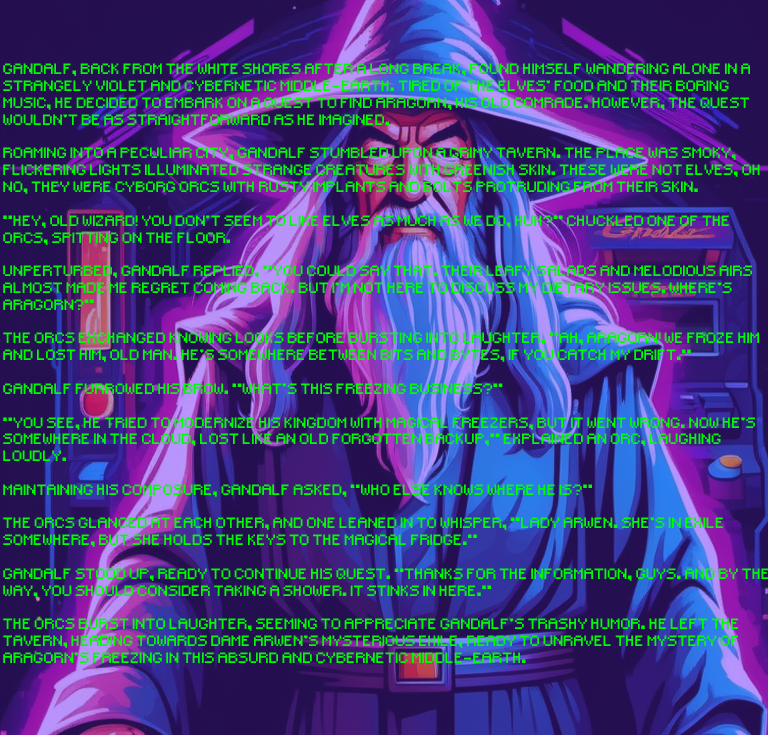 GANDALF, BACK FROM THE WHITE SHORES AFTER A LONG BREAK, FOUND HIMSELF WANDERING ALONE IN A
STRANGELY VIOLET AND CYBERNETIC MIDDLE-EARTH. TIRED OF THE ELVES' FOOD AND THEIR BORING
MUSIC, HE DECIDED TO EMBARK ON A QUEST TO FIND ARAGORN, HIS OLD COMRADE. HOWEVER, THE QUEST
WOULDN'T BE AS STRAIGHTFORWARD AS HE IMAGINED.
ROAMING INTO A PECULIAR CITY, GANDALF STUMBLED UPON A GRIMY TAVERN. THE PLACE WAS SMOKY,
FLICKERING LIGHTS ILLUMINATED STRANGE CREATURES WITH GREENISH SKIN. THESE WERE NOT ELVES, OH
NO, THEY WERE CYBORG ORCS WITH RUSTY IMPLANTS AND BOLTS PROTRUDING FROM THEIR SKIN.
"HEY, OLD WIZARD! YOU DON'T SEEM TO LIKE ELVES AS MUCH AS WE DO, HUH?" CHUCKLED ONE OF THE
ORCS, SPITTING ON THE FLOOR.
UNPERTURBED, GANDALF REPLIED, "YOU COULD SAY THAT. THEIR LEAFY SALADS AND MELODIOUS AIRS
ALMOST MADE ME REGRET COMING BACK. BUT I'M NOT HERE TO DISCUSS MY DIETARY ISSUES. WHERE'S
ARAGORN?"
THE ORCS EXCHANGED KNOWING LOOKS BEFORE BURSTING INTO LAUGHTER. "AH, ARAGORN! WE FROZE HIM
AND LOST HIM, OLD MAN. HE'S SOMEWHERE BETWEEN BITS AND BYTES, IF YOU CATCH MY DRIFT."
GANDALF FURROWED HIS BROW. "WHAT'S THIS FREEZING BUSINESS?"
"YOU SEE, HE TRIED TO MODERNIZE HIS KINGDOM WITH MAGICAL FREEZERS, BUT IT WENT WRONG. NOW HE'S
SOMEWHERE IN THE CLOUD, LOST LIKE AN OLD FORGOTTEN BACKUP," EXPLAINED AN ORC, LAUGHING
LOUDLY.
MAINTAINING HIS COMPOSURE, GANDALF ASKED, "WHO ELSE KNOWS WHERE HE IS?"
THE ORCS GLANCED AT EACH OTHER, AND ONE LEANED IN TO WHISPER, "LADY ARWEN. SHE'S IN EXILE
SOMEWHERE, BUT SHE HOLDS THE KEYS TO THE MAGICAL FRIDGE."
GANDALF STOOD UP, READY TO CONTINUE HIS QUEST. "THANKS FOR THE INFORMATION, GUYS. AND BY THE
WAY, YOU SHOULD CONSIDER TAKING A SHOWER. IT STINKS IN HERE."
THE ORCS BURST INTO LAUGHTER, SEEMING TO APPRECIATE GANDALF'S TRASHY HUMOR. HE LEFT THE
TAVERN, HEADING TOWARDS DAME ARWEN'S MYSTERIOUS EXILE, READY TO UNRAVEL THE MYSTERY OF
ARAGORN'S FREEZING IN THIS ABSURD AND CYBERNETIC MIDDLE-EARTH.